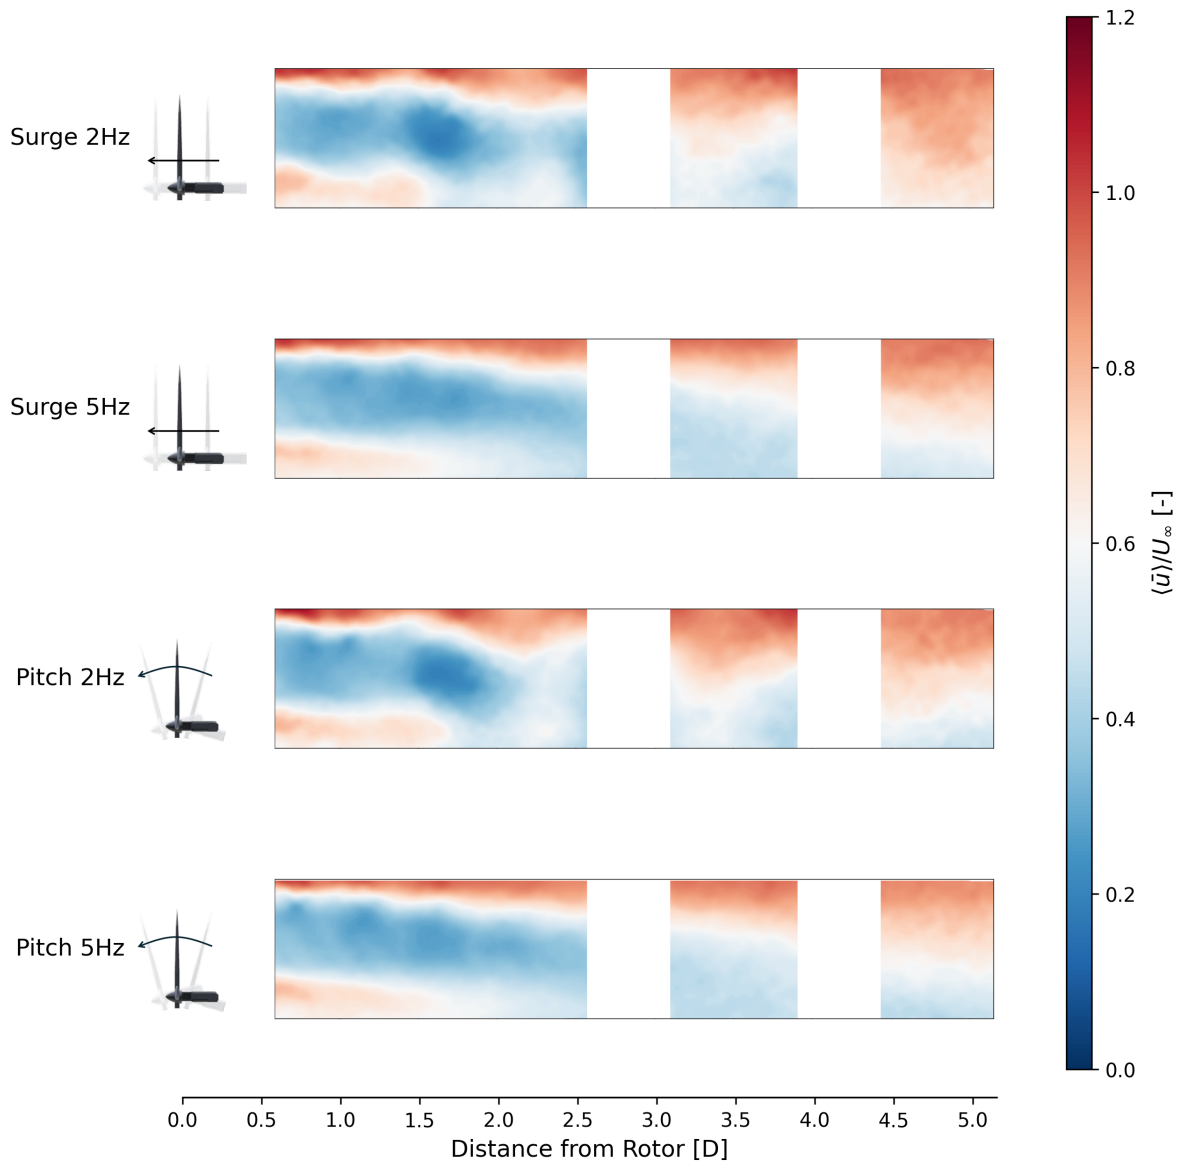 Surge 2Hz
Surge 5Hz
Pitch 2Hz
Pitch 5Hz
0.0 0.5 1.0 1.5 2.0 2.5 3.0 3.5 4.0 4.5 5.0
Distance from Rotor [D]
1.2
1.0
0.8
0.6
0.4
0.2
0.0
⟨ū⟩/U∞ [-]